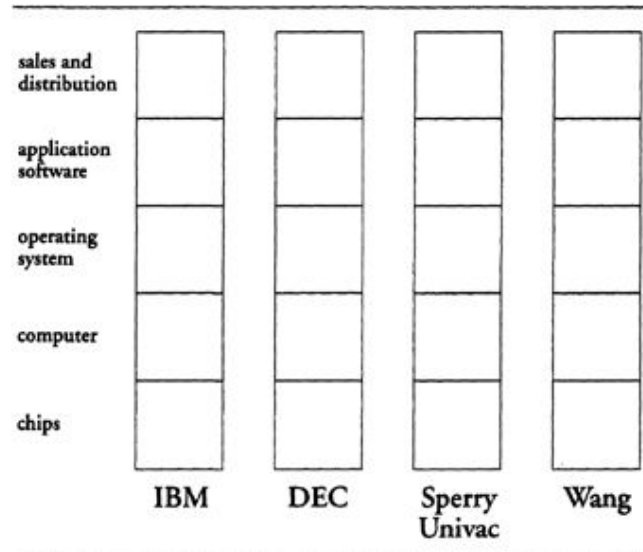 sales and
distribution
application
software
operating
system
computer
chips
IBM
DEC
Sperry
Univac
Wang